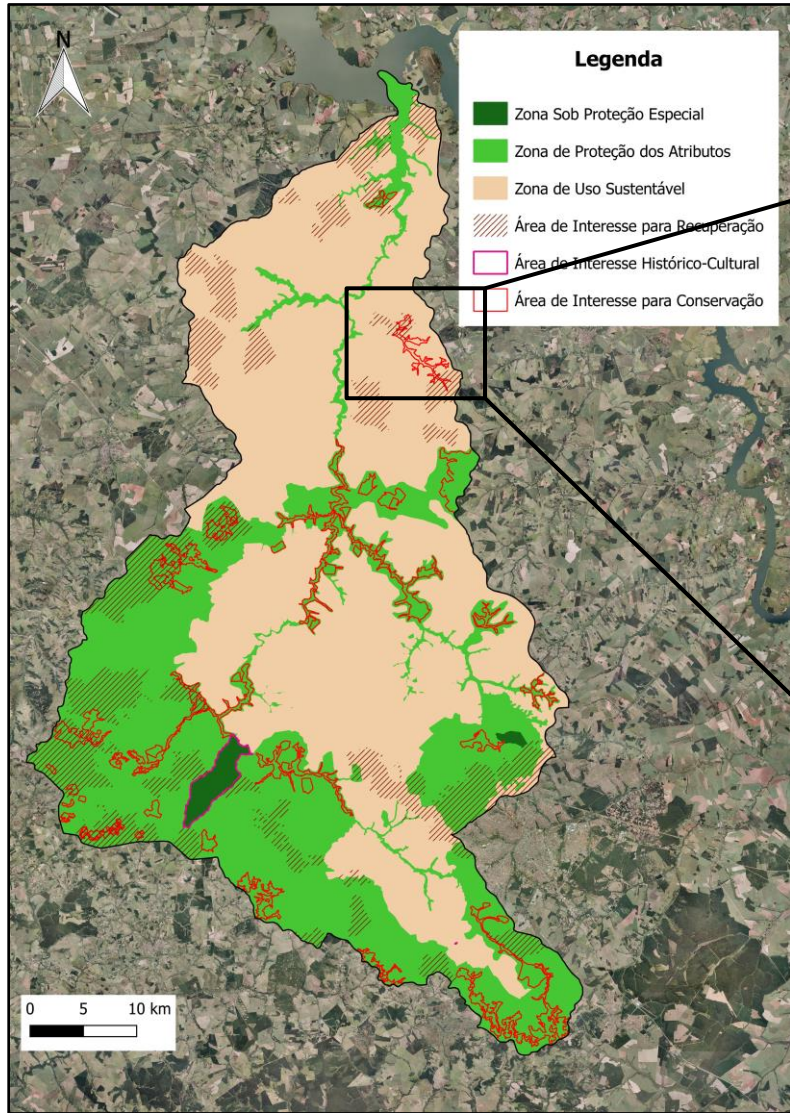 N
Legenda
Zona Sob Proteção Especial
Zona de Proteção dos Atributos
Zona de Uso Sustentável
Área de Interesse para Recuperação
Área de Interesse Histórico-Cultural
Área de Interesse para Conservação
0 5 10 km